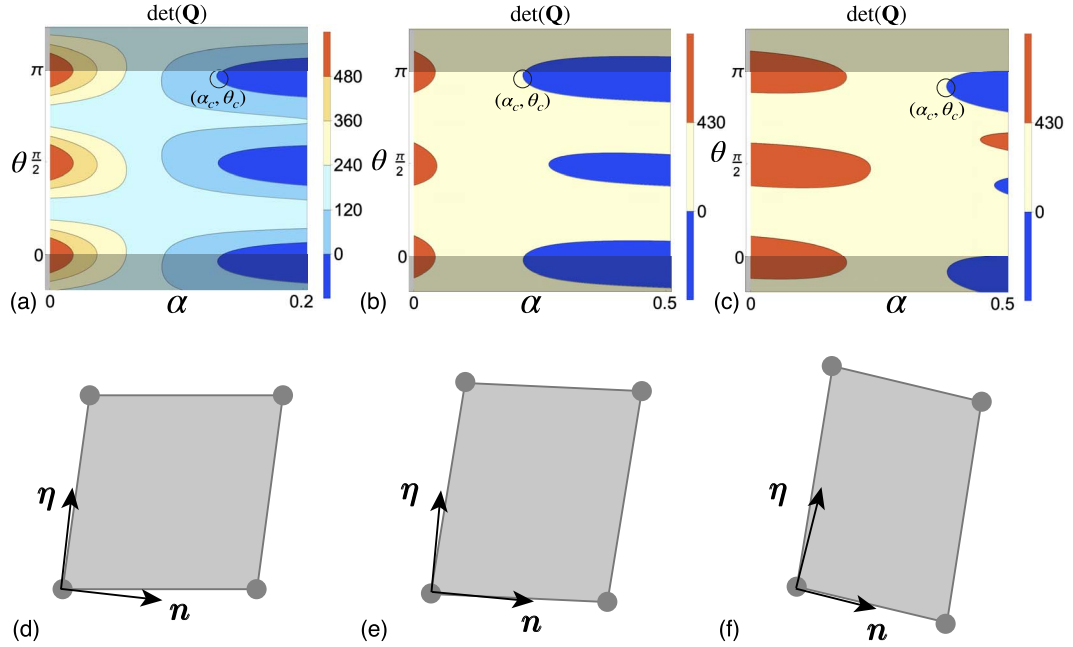 det(Q) det(Q) det(Q)
π 480 π π
(α_c, θ_c) (α_c, θ_c) (α_c, θ_c)
360 430 430
θ π/2 240 θ π/2 θ π/2
120 0 0
0 0 0 0
(a) 0 α 0.2 (b) 0 α 0.5 (c) 0 α 0.5
η η η
n n n
(d) (e) (f)